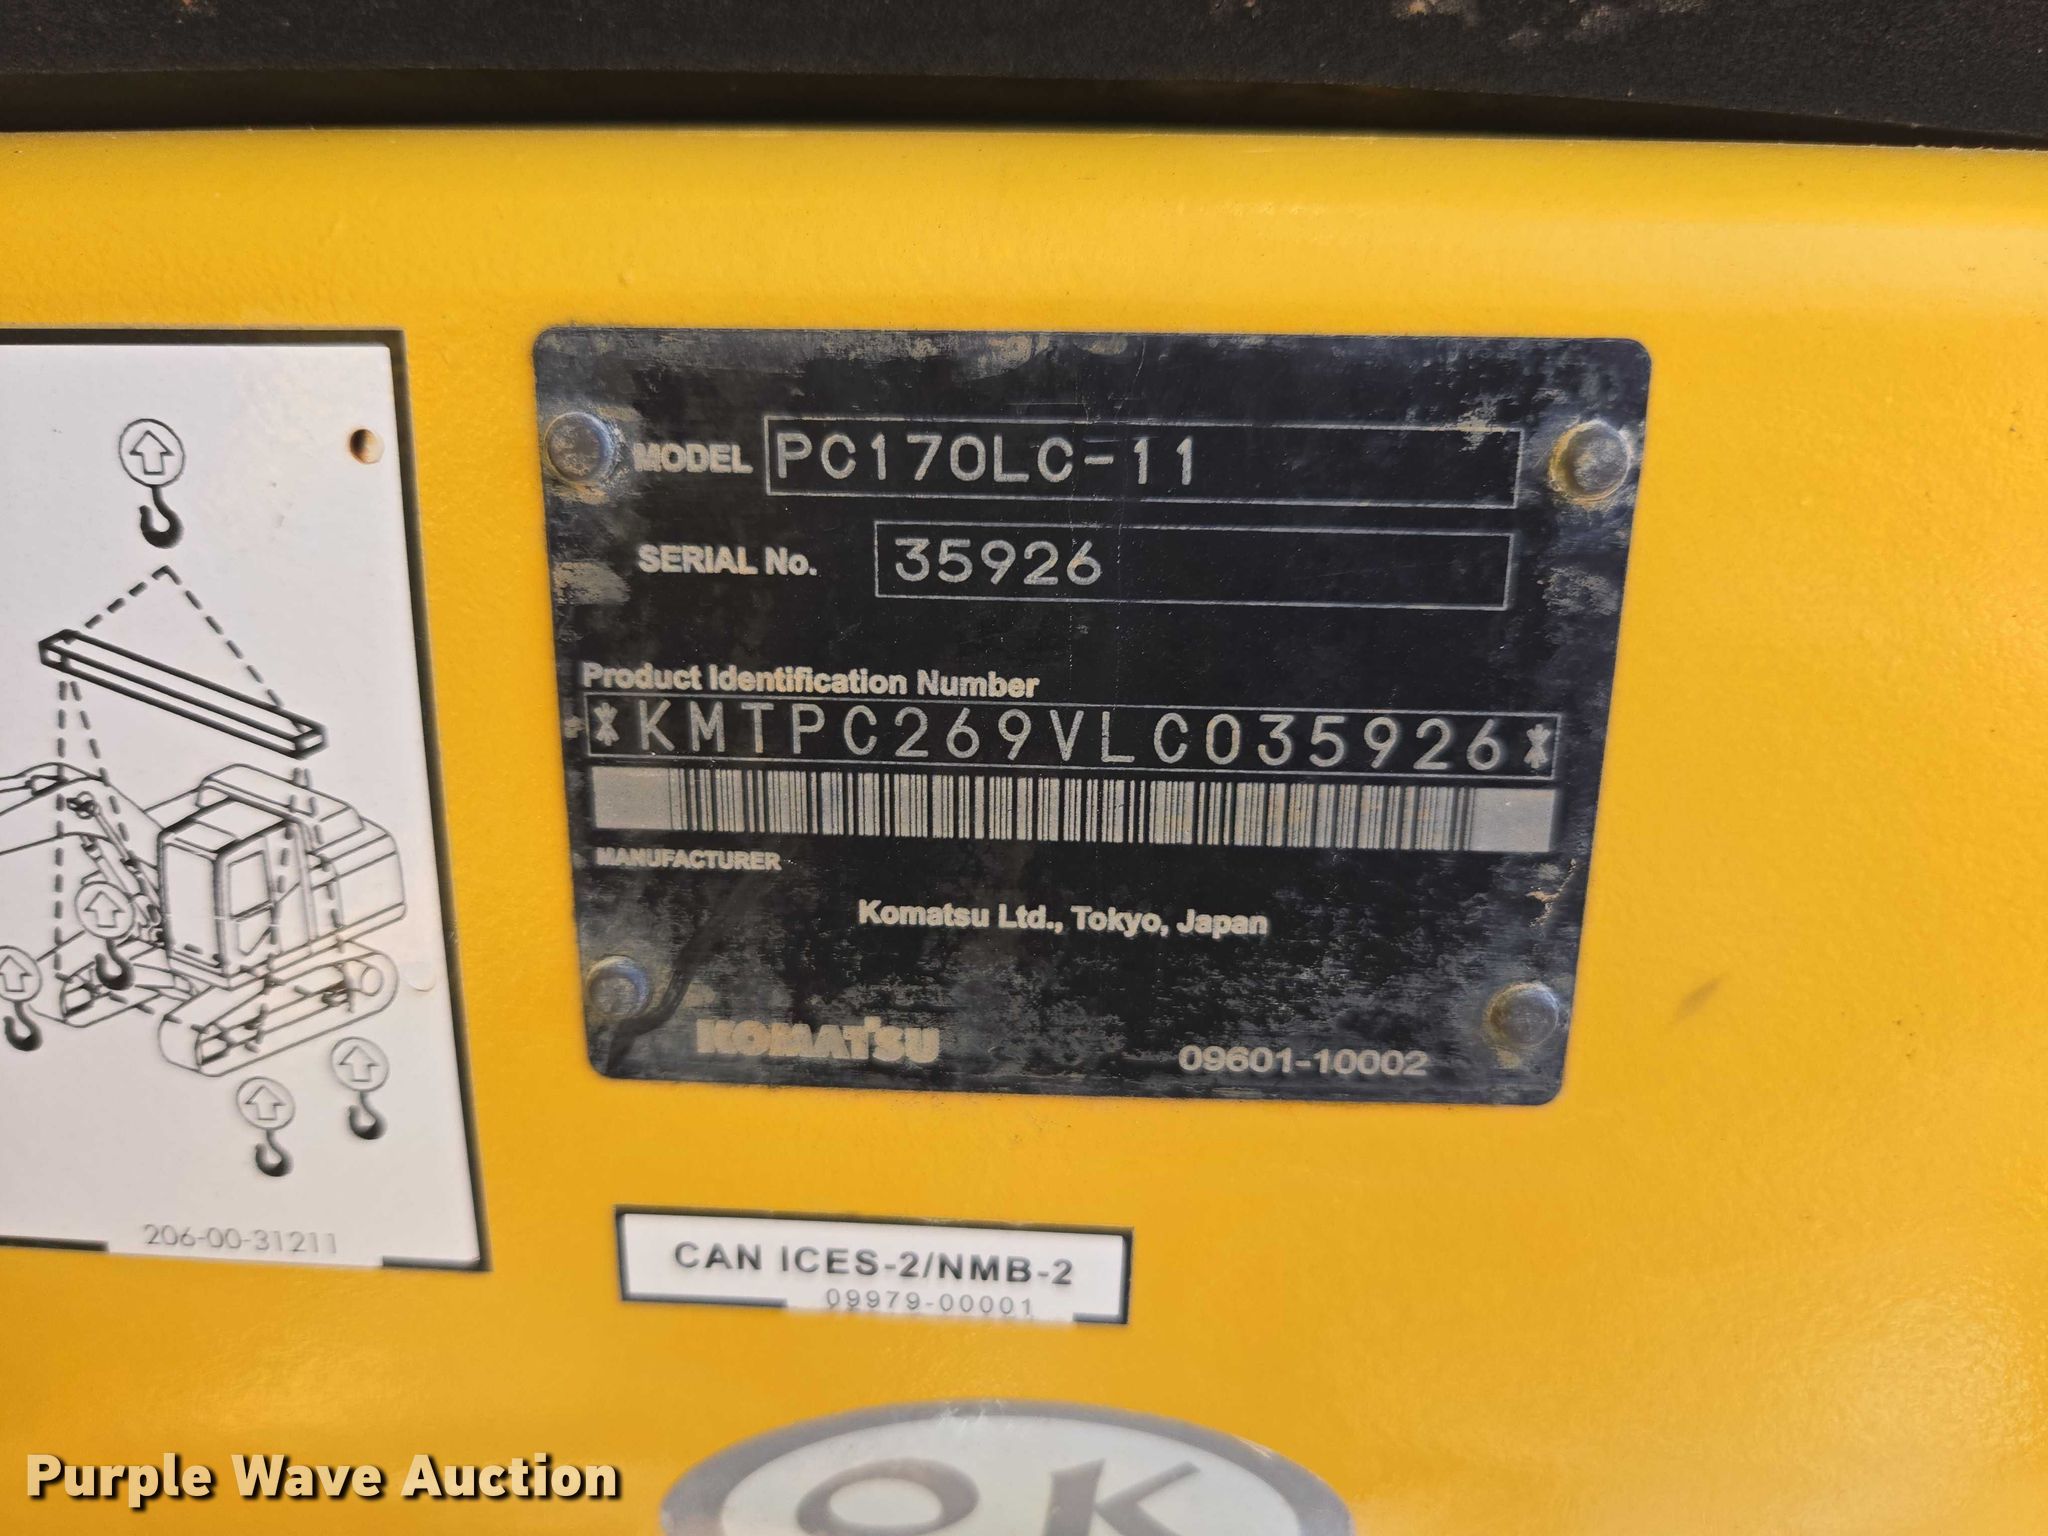 MODEL PC170LC-11
SERIAL No. 35926
Product Identification Number
*KMTPC269VLC035926*
MANUFACTURER
Komatsu Ltd., Tokyo, Japan
KOMATSU 09601-10002
206-00-31211
CAN ICES-2/NMB-2
09979-00001
OK
Purple Wave Auction